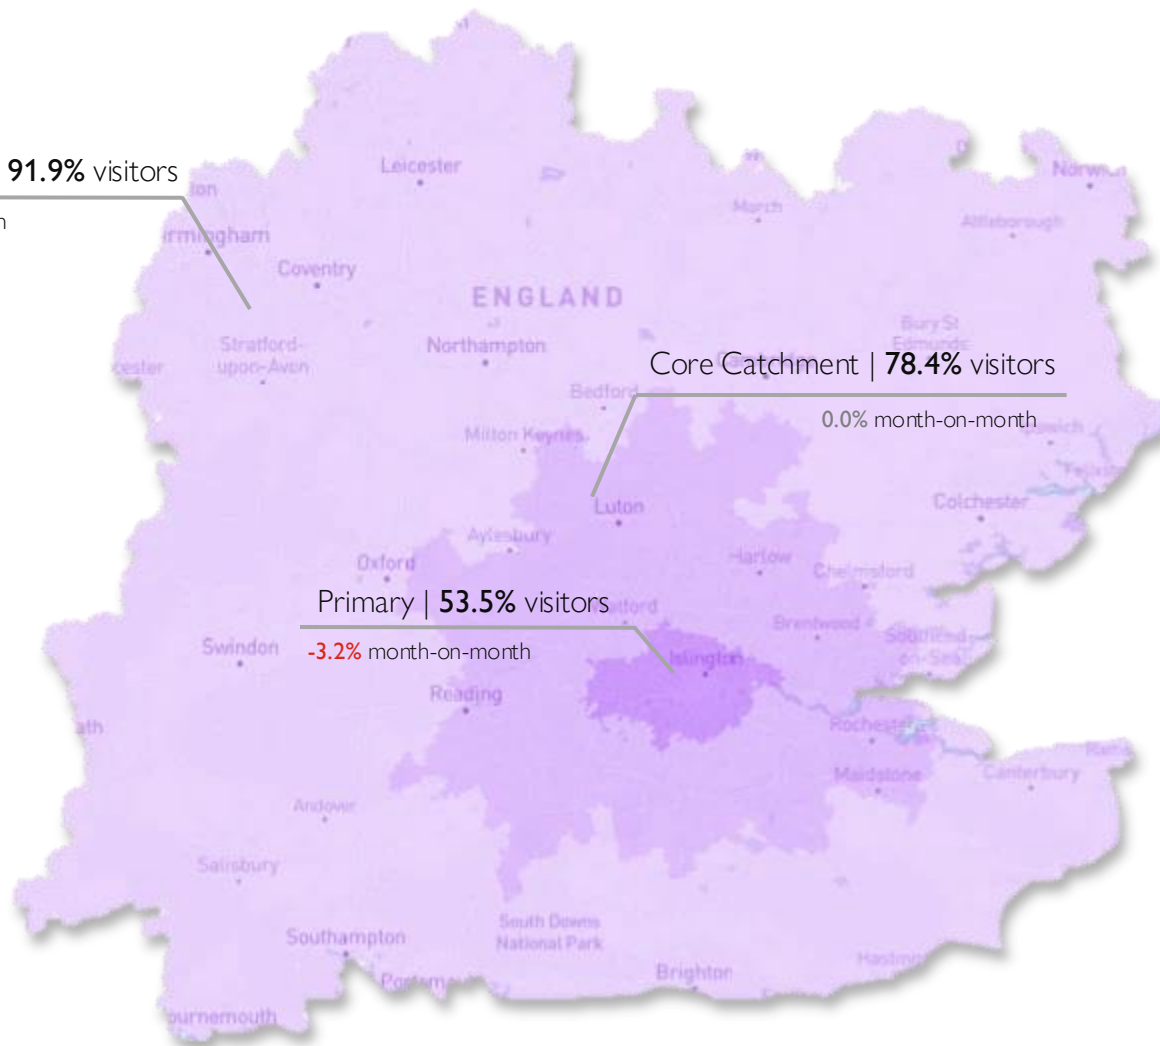 91.9% visitors
Leicester
March
Attleborough
Coventry
ENGLAND
Stratford-
upon-Avon
Northampton
Bury St
Edmunds
Core Catchment | 78.4% visitors
Bedford
0.0% month-on-month
Milton Keynes
Luton
Colchester
Aylesbury
Oxford
Harlow
Chelmsford
Primary | 53.5% visitors
Brentwood
Swindon
Southend-
on-Sea
-3.2% month-on-month
Islington
Reading
Rochester
Maidstone
Canterbury
Andover
Salisbury
South Downs
National Park
Southampton
Brighton